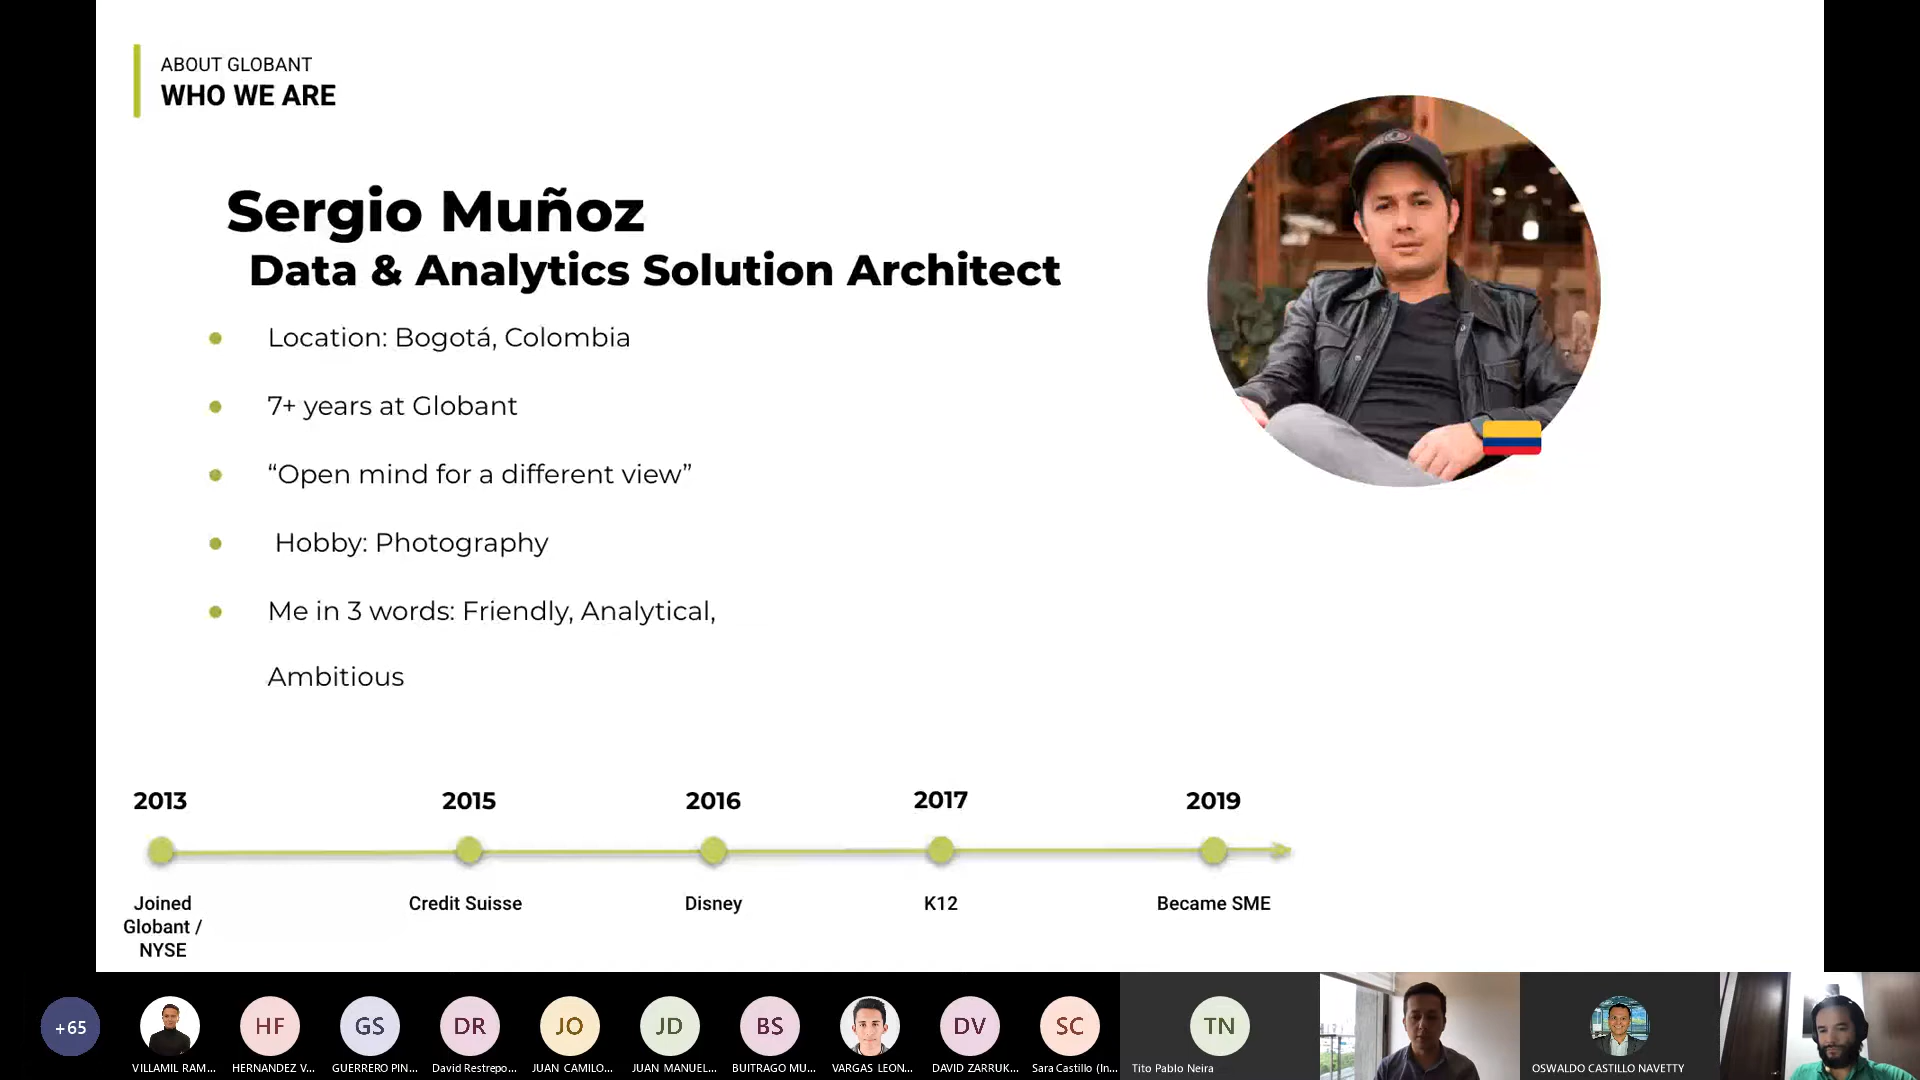 ABOUT GLOBANT
WHO WE ARE
Sergio Muñoz
Data & Analytics Solution Architect
Location: Bogotá, Colombia
7+ years at Globant
“Open mind for a different view”
Hobby: Photography
Me in 3 words: Friendly, Analytical,
Ambitious
2013 2015 2016 2017 2019
Joined Credit Suisse Disney K12 Became SME
Globant /
NYSE
+65 HF GS DR JO JD BS DV SC TN
VILLAMIL RAM... HERNANDEZ V... GUERRERO PIN... David Restrepo... JUAN CAMILO... JUAN MANUEL... BUITRAGO MU... VARGAS LEON... DAVID ZARRUK... Sara Castillo (In... Tito Pablo Neira OSWALDO CASTILLO NAVETTY